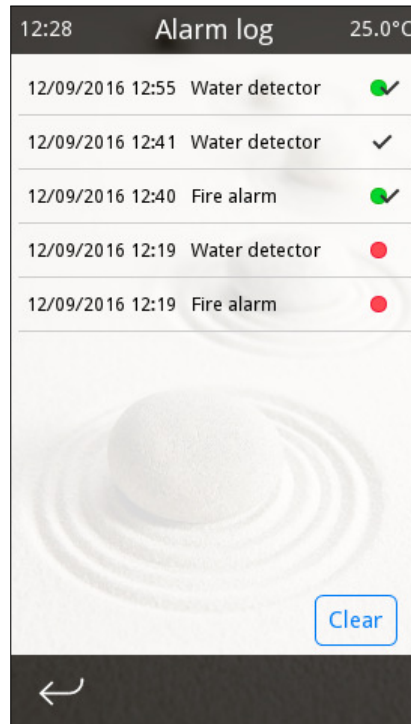 12:28 Alarm log 25.0°C
12/09/2016 12:55 Water detector
12/09/2016 12:41 Water detector
12/09/2016 12:40 Fire alarm
12/09/2016 12:19 Water detector
12/09/2016 12:19 Fire alarm
Clear